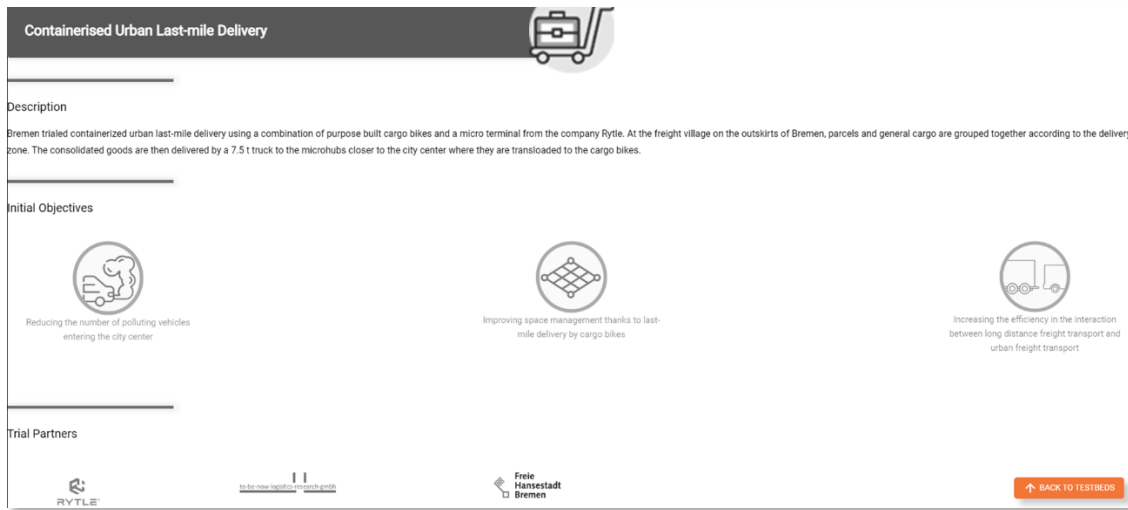 Containerised Urban Last-mile Delivery
Description
Bremen trialed containerized urban last-mile delivery using a combination of purpose built cargo bikes and a micro terminal from the company Rytle. At the freight village on the outskirts of Bremen, parcels and general cargo are grouped together according to the delivery
zone. The consolidated goods are then delivered by a 7.5 t truck to the microhubs closer to the city center where they are transloaded to the cargo bikes.
Initial Objectives
Reducing the number of polluting vehicles
entering the city center
Improving space management thanks to last-
mile delivery by cargo bikes
Increasing the efficiency in the interaction
between long distance freight transport and
urban freight transport
Trial Partners
RYTLE
to-be-now-logistics-research-gmbh
Freie
Hansestadt
Bremen
BACK TO TESTBEDS